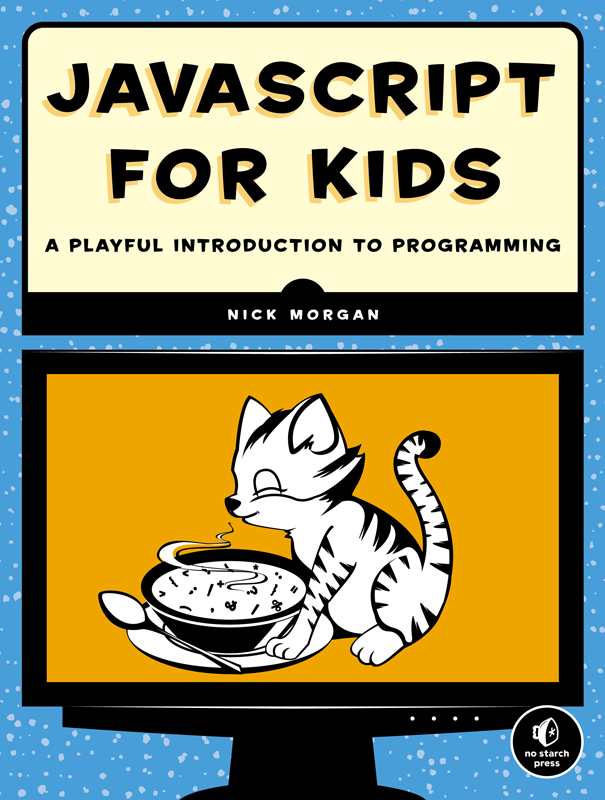 JAVASCRIPT
FOR KIDS
A PLAYFUL INTRODUCTION TO PROGRAMMING
NICK MORGAN
no starch
press